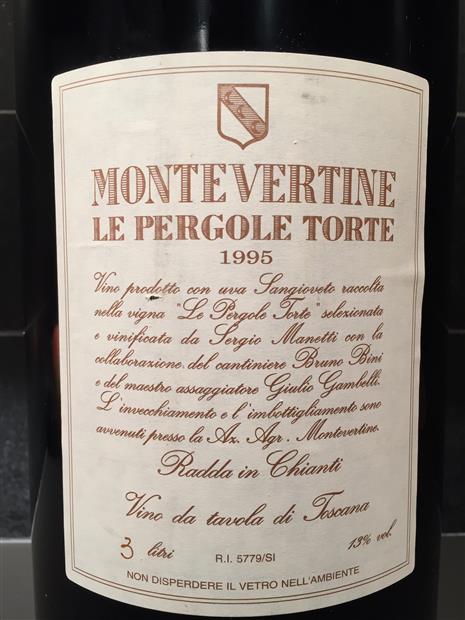 MONTEVERTINE
LE PERGOLE TORTE
1995
Vino prodotto con uva Sangioveto raccolta
nella vigna "Le Pergole Torte" selezionata
e vinificata da Sergio Manetti con la
collaborazione del cantiniere Bruno Bini
e del maestro assaggiatore Giulio Gambelli.
L'invecchiamento e l'imbottigliamento sono
avvenuti presso la Az. Agr. Montevertine.
Radda in Chianti
Vino da tavola di Toscana
3 litri R.I. 5779/SI 13% vol.
NON DISPERDERE IL VETRO NELL'AMBIENTE